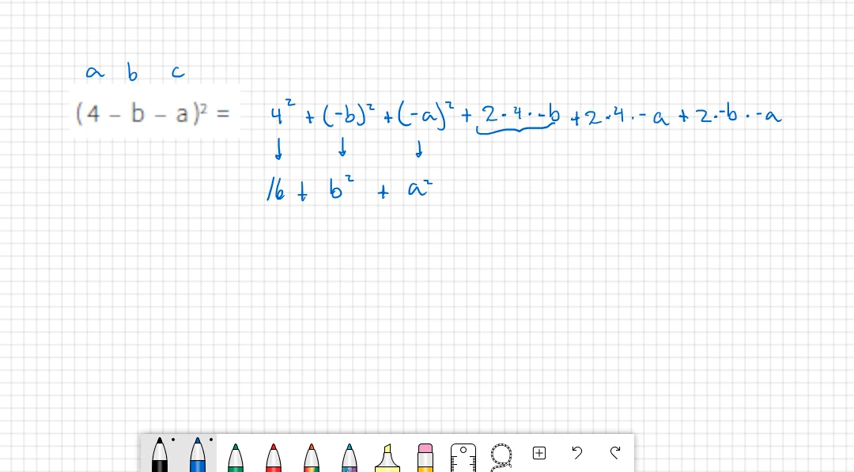 a b c
(4 – b – a)² = 4² + (-b)² + (-a)² + 2·4·-b + 2·4·-a + 2·-b·-a
↓ ↓ ↓
16 + b² + a²